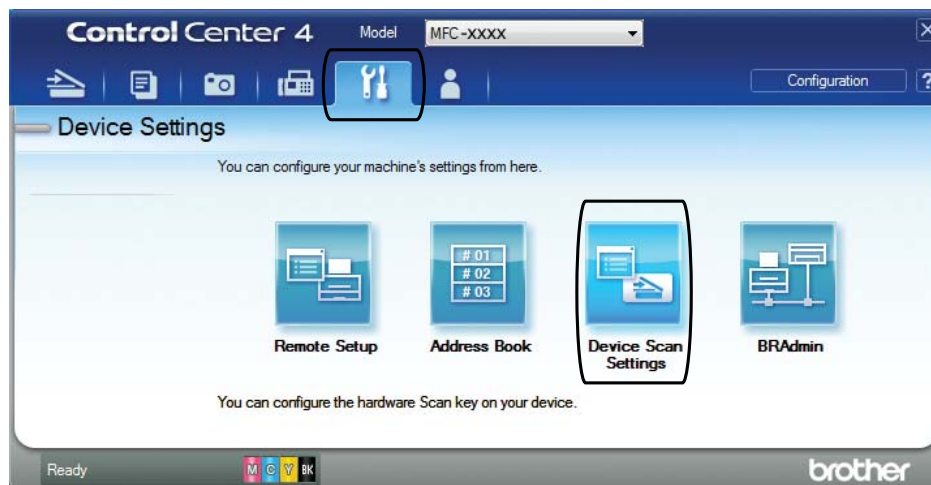 Control Center 4 Model MFC-XXXX
Configuration ?
Device Settings
You can configure your machine's settings from here.
# 01
# 02
# 03
Remote Setup Address Book Device Scan Settings BRAdmin
You can configure the hardware Scan key on your device.
Ready M C Y BK brother